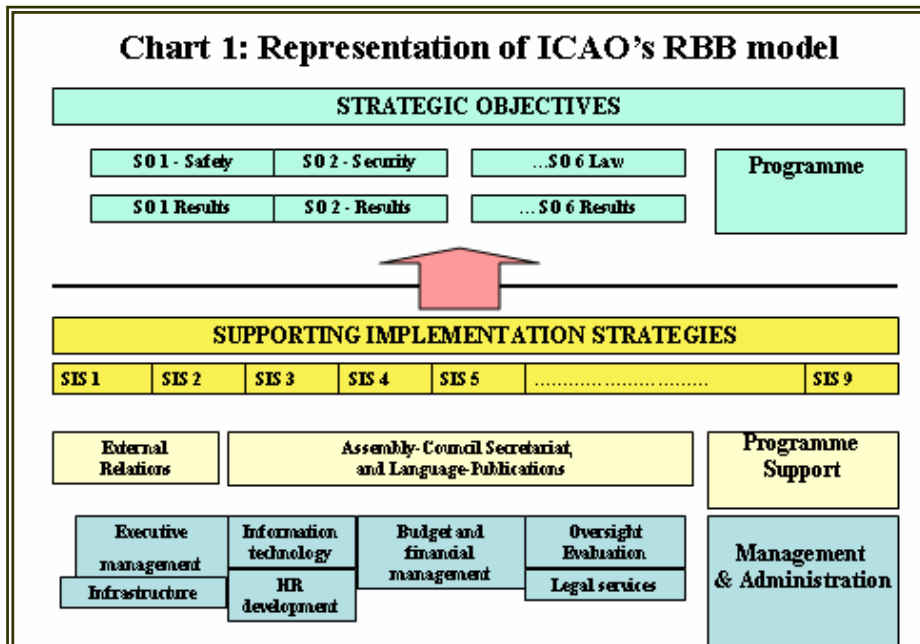 Chart 1: Representation of ICAO's RBB model
STRATEGIC OBJECTIVES
SO 1 - Safety
SO 2 - Security
...SO 6 Law
Programme
SO 1 Results
SO 2 - Results
... SO 6 Results
SUPPORTING IMPLEMENTATION STRATEGIES
SIS 1
SIS 2
SIS 3
SIS 4
SIS 5
................................
SIS 9
External
Relations
Assembly-Council Secretariat,
and Language-Publications
Programme
Support
Executive
management
Information
technology
Budget and
financial
management
Oversight
Evaluation
Management
& Administration
Infrastructure
HR
development
Legal services